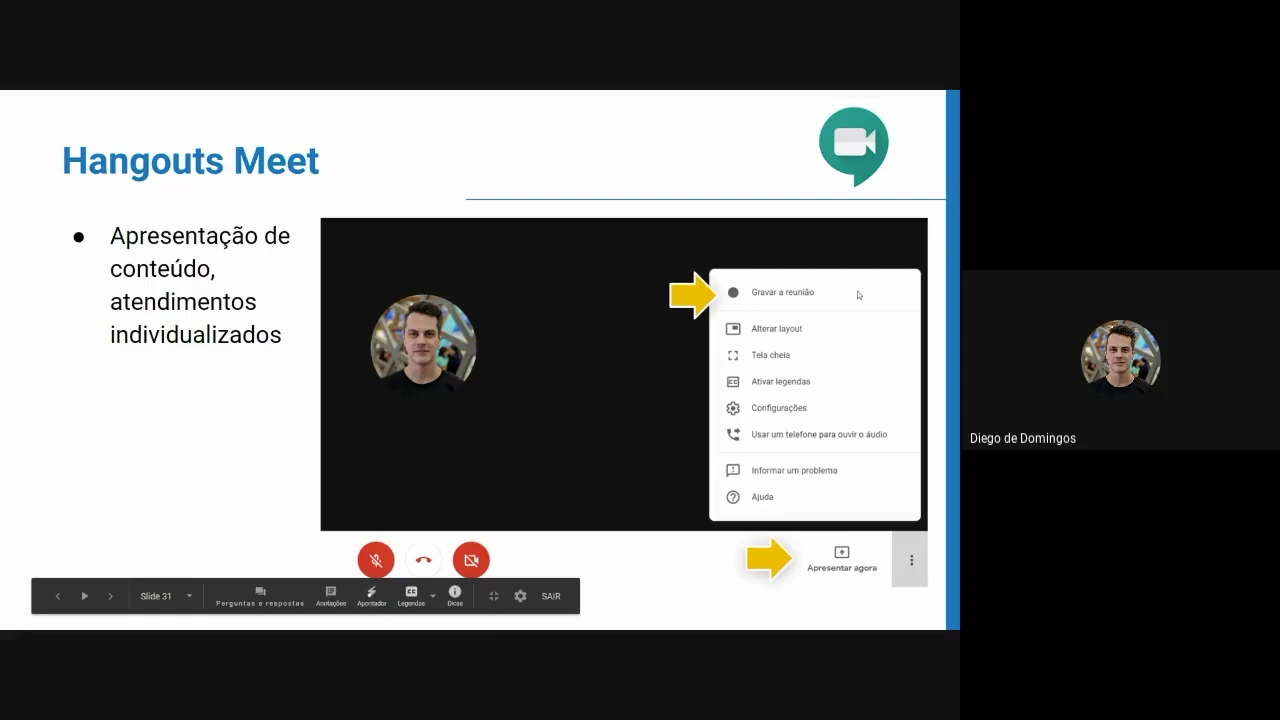 Hangouts Meet
● Apresentação de
conteúdo,
atendimentos
individualizados
Gravar a reunião
Alterar layout
Tela cheia
CC Ativar legendas
Configurações
Usar um telefone para ouvir o áudio
Informar um problema
? Ajuda
Apresentar agora
Slide 31
Perguntas e respostas
Anotações
Apontador
CC Legendas
Dicas
SAIR
Diego de Domingos